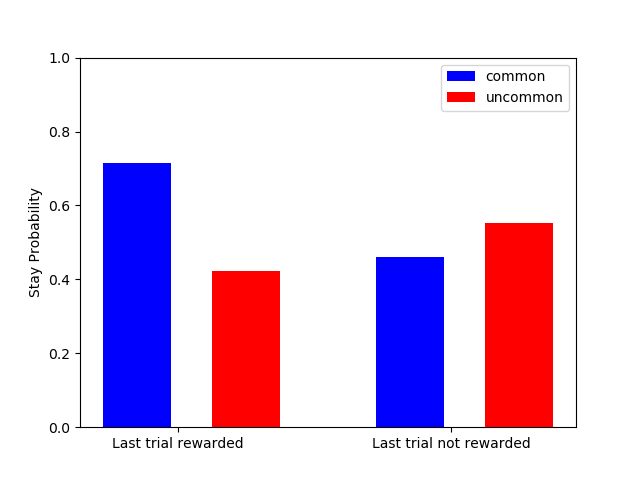 1.0
0.8
0.6
0.4
0.2
0.0
Stay Probability
common
uncommon
Last trial rewarded
Last trial not rewarded